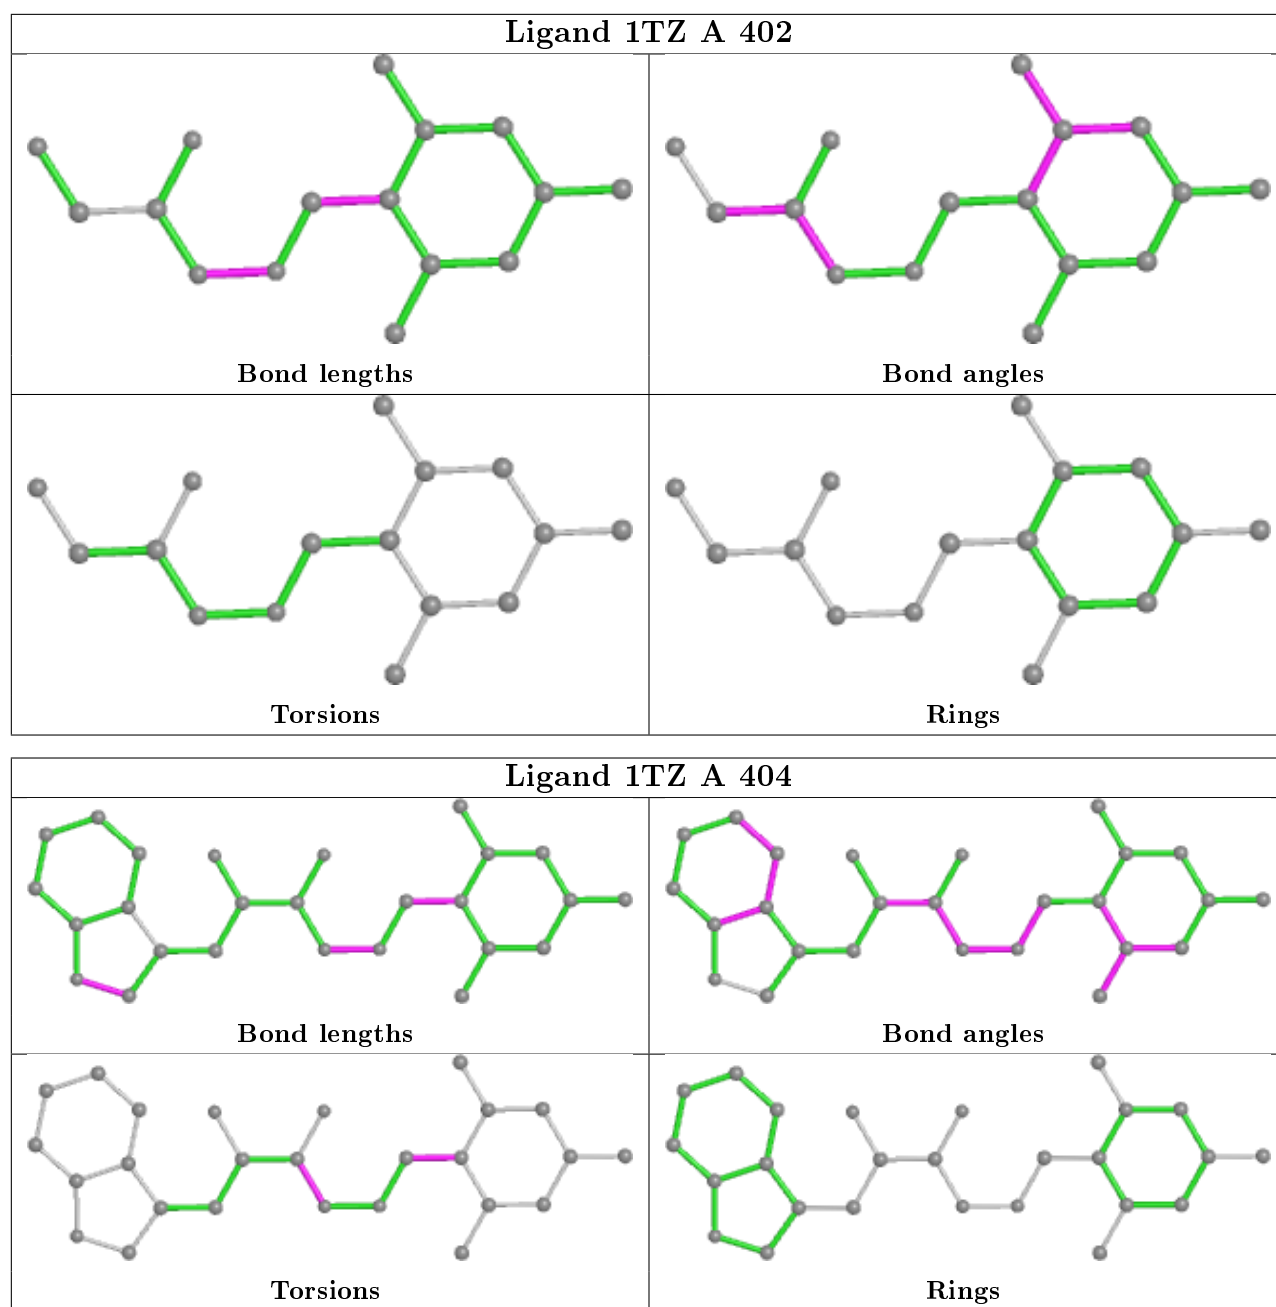 Ligand 1TZ A 402
Bond lengths
Bond angles
Torsions
Rings
Ligand 1TZ A 404
Bond lengths
Bond angles
Torsions
Rings